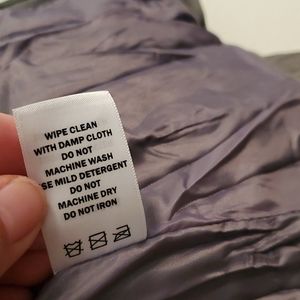 WIPE CLEAN
WITH DAMP CLOTH
DO NOT
MACHINE WASH
SE MILD DETERGENT
DO NOT
MACHINE DRY
DO NOT IRON